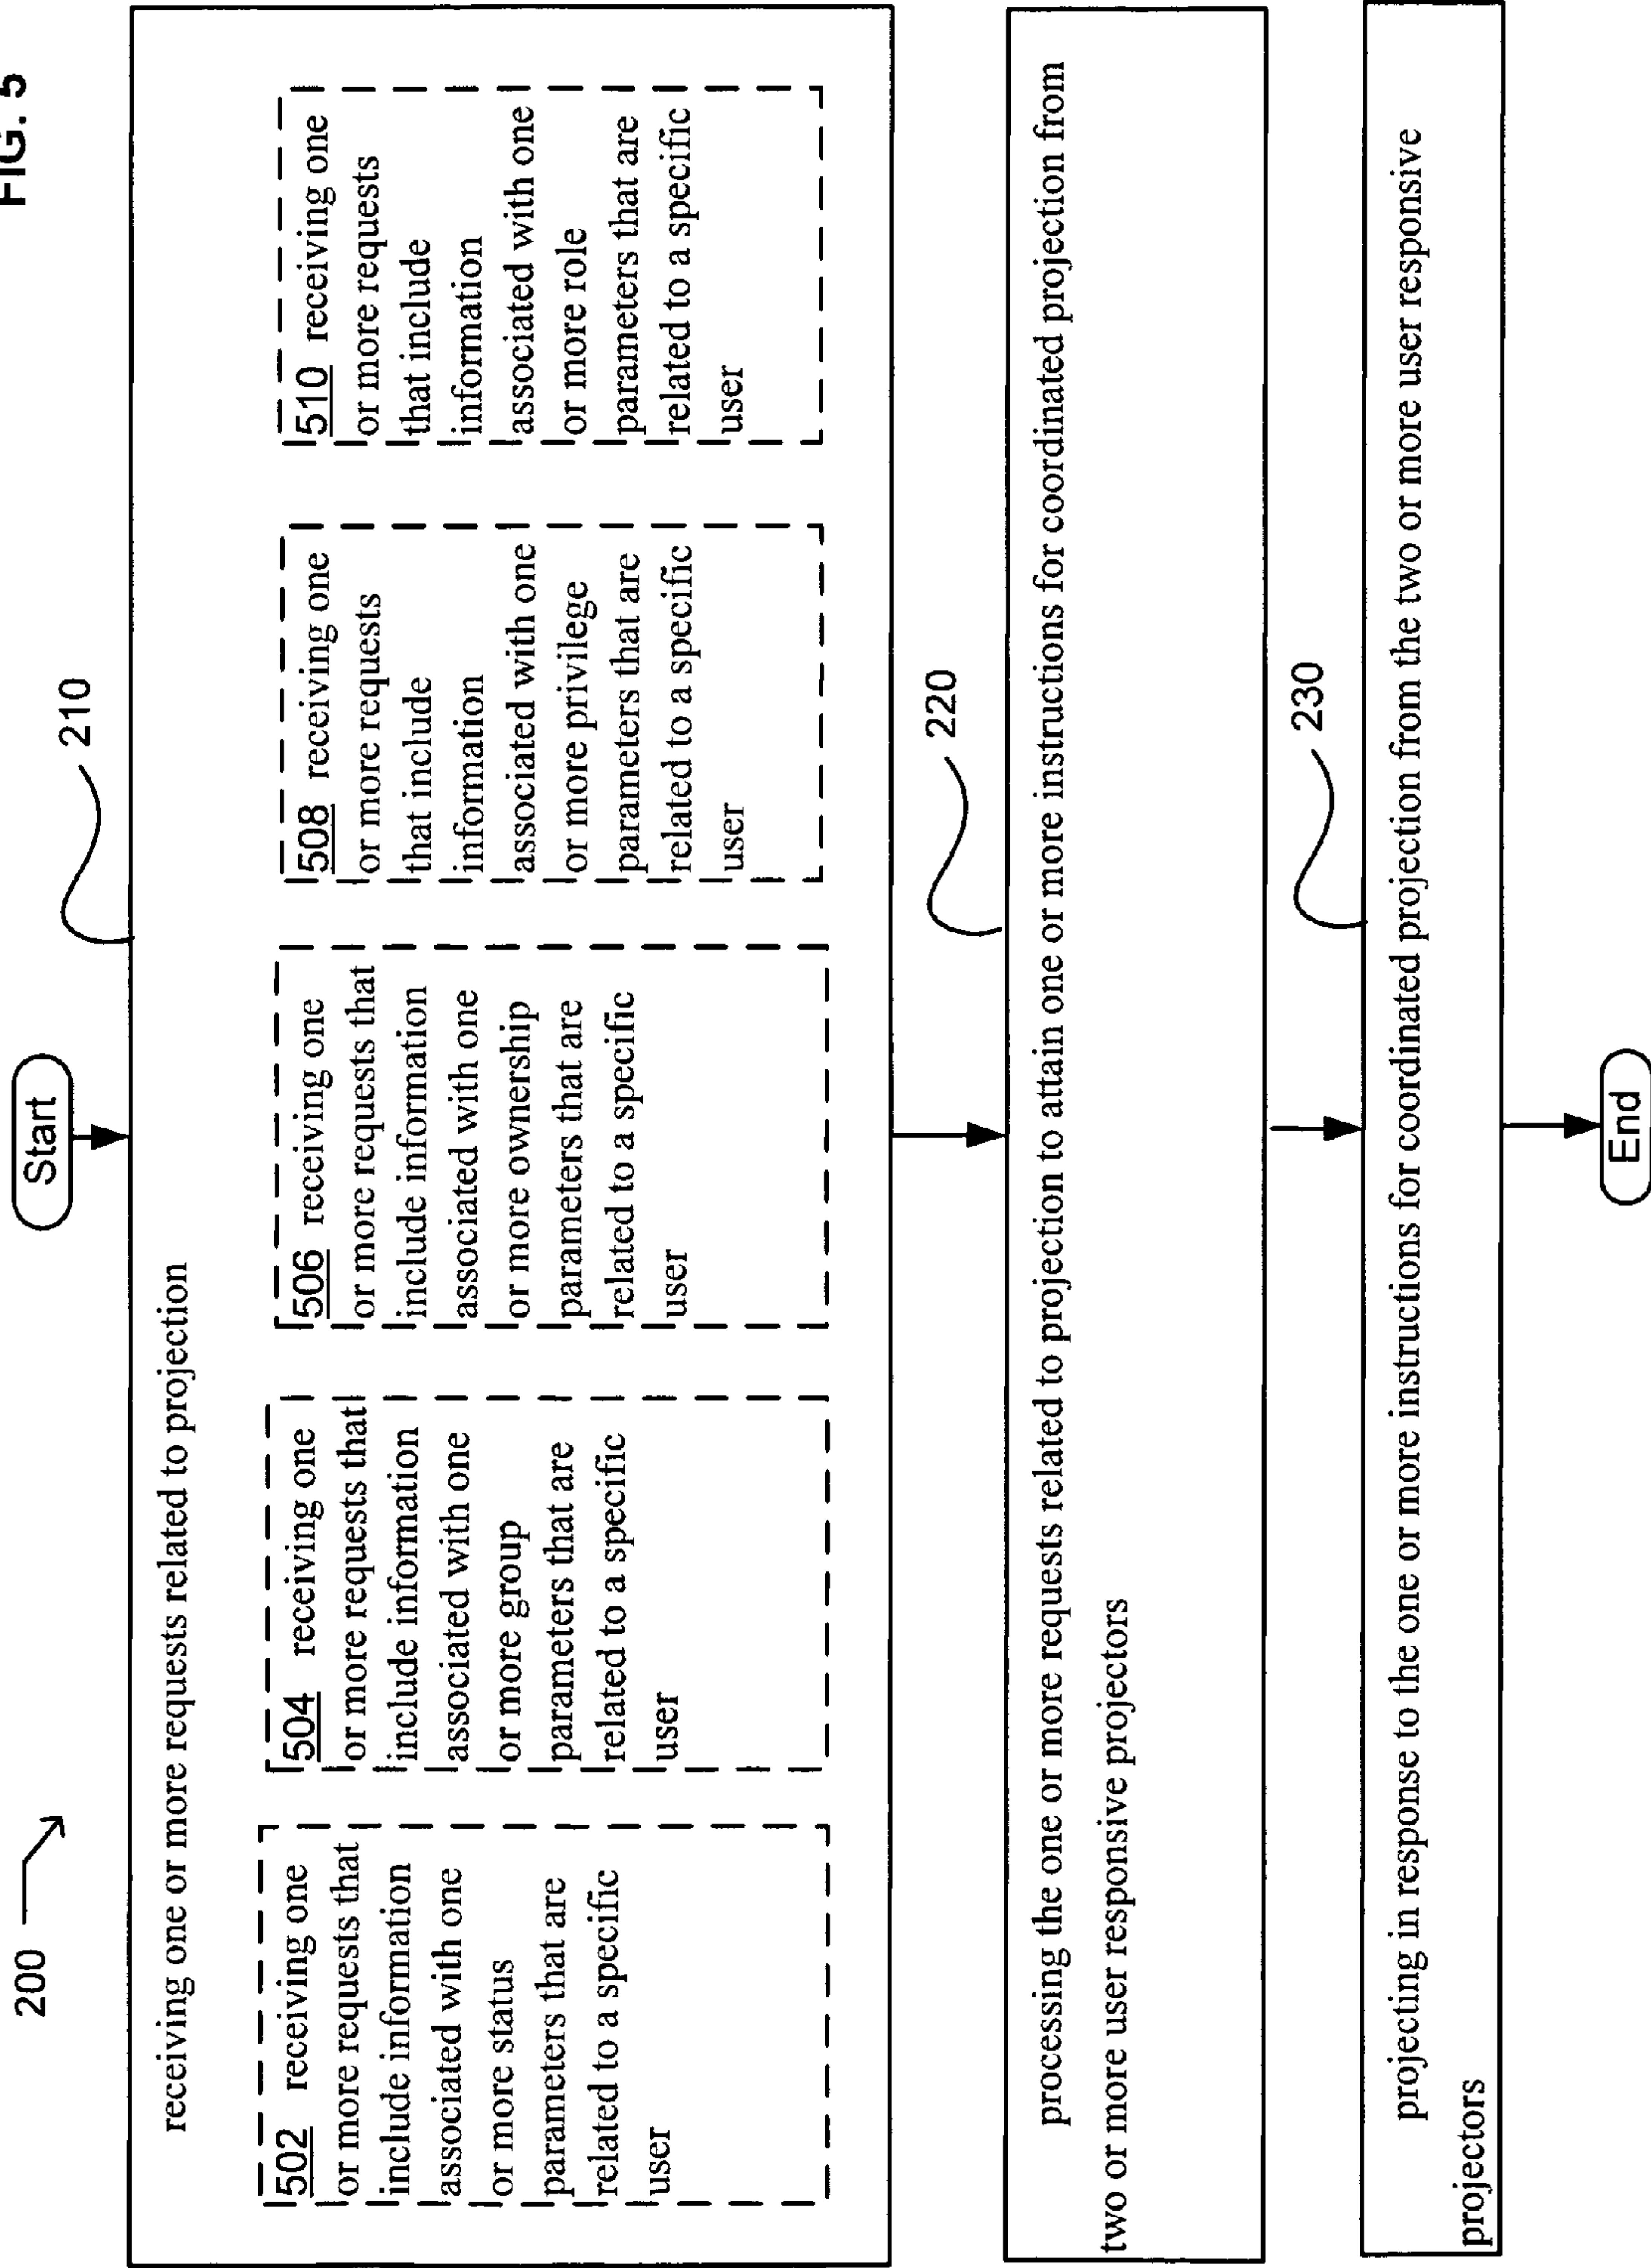 FIG. 5
200
Start
210
receiving one or more requests related to projection
502 receiving one
or more requests that
include information
associated with one
or more status
parameters that are
related to a specific
user
504 receiving one
or more requests that
include information
associated with one
or more group
parameters that are
related to a specific
user
506 receiving one
or more requests that
include information
associated with one
or more ownership
parameters that are
related to a specific
user
508 receiving one
or more requests
that include
information
associated with one
or more privilege
parameters that are
related to a specific
user
510 receiving one
or more requests
that include
information
associated with one
or more role
parameters that are
related to a specific
user
220
processing the one or more requests related to projection to attain one or more instructions for coordinated projection from
two or more user responsive projectors
230
projecting in response to the one or more instructions for coordinated projection from the two or more user responsive
projectors
End